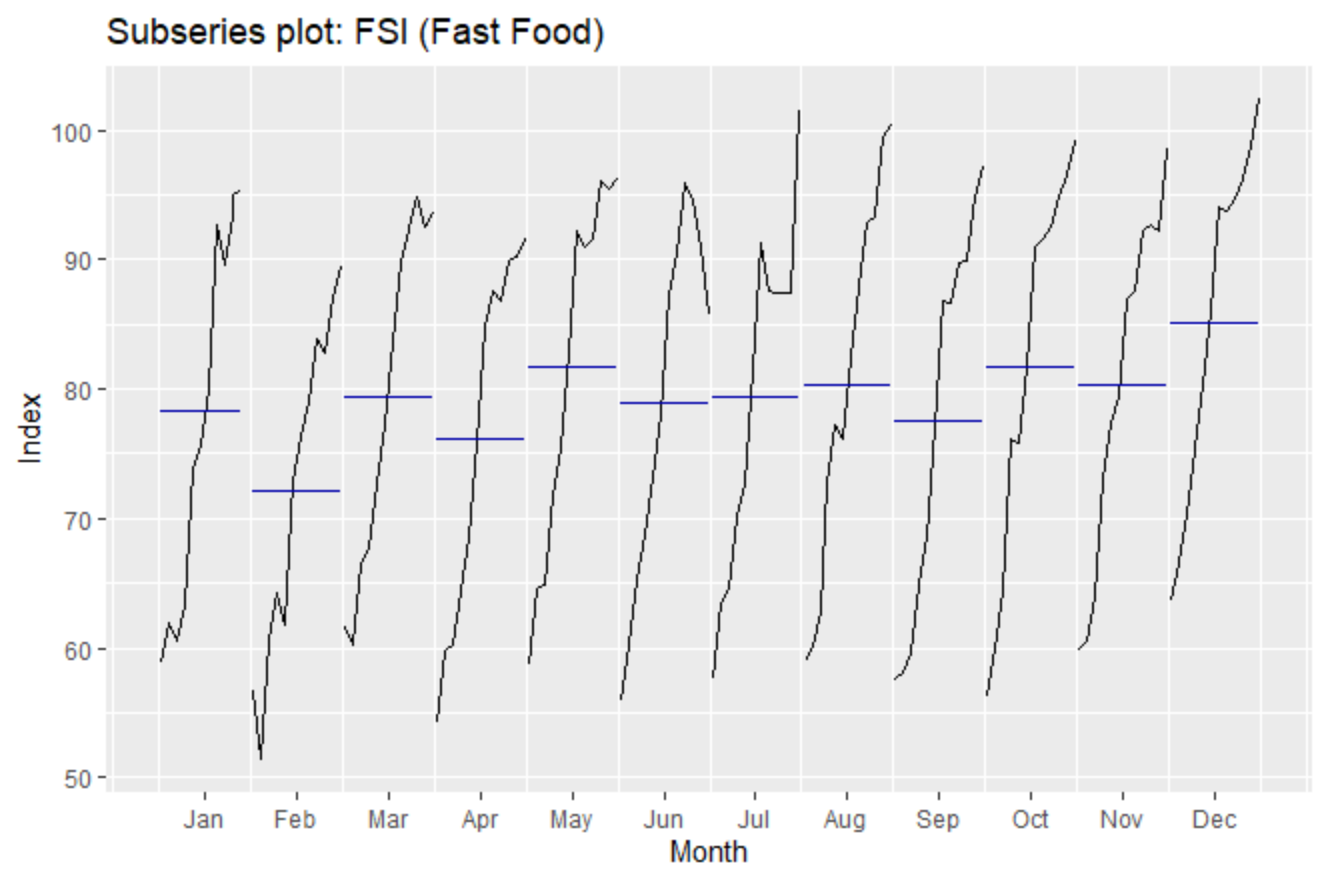 Subseries plot: FSI (Fast Food)
100
90
80
70
60
50
Index
Jan Feb Mar Apr May Jun Jul Aug Sep Oct Nov Dec
Month